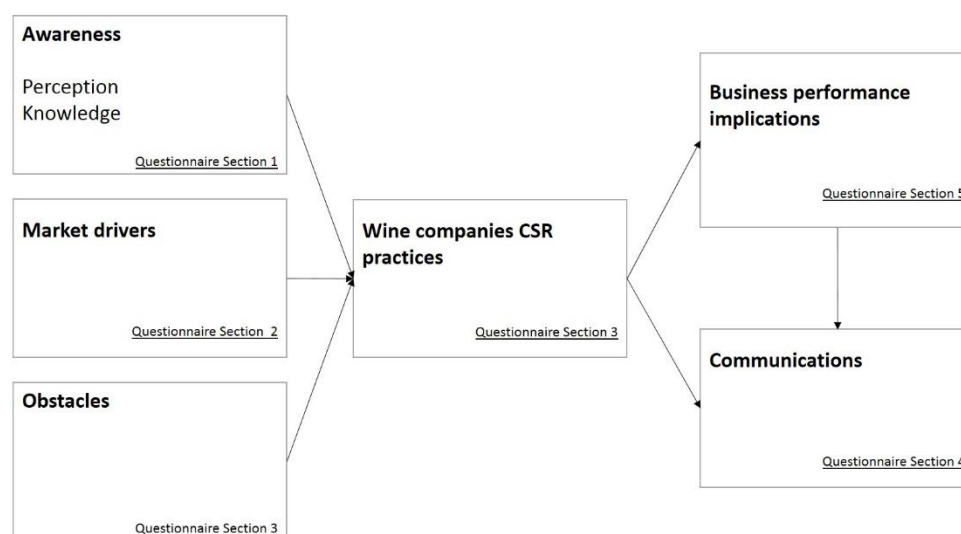 Awareness
Perception
Knowledge
Questionnaire Section 1
Market drivers
Questionnaire Section 2
Obstacles
Questionnaire Section 3
Wine companies CSR
practices
Questionnaire Section 3
Business performance
implications
Questionnaire Section 5
Communications
Questionnaire Section 4